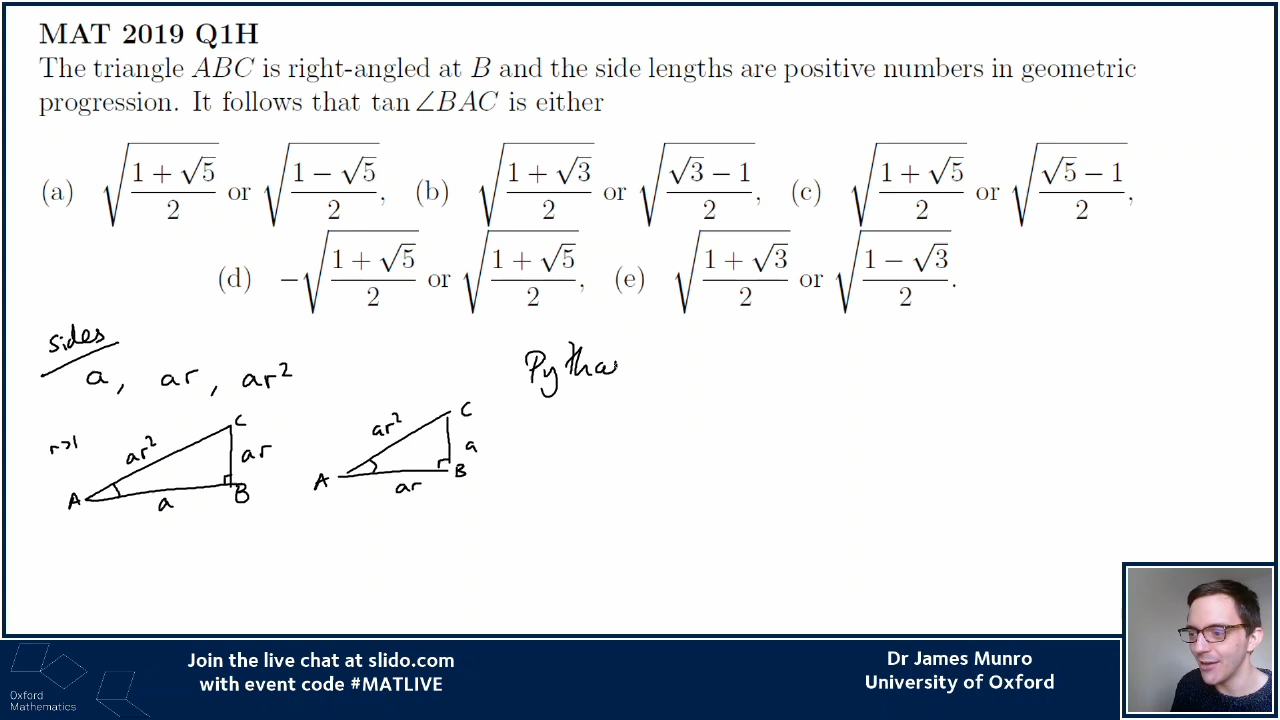 MAT 2019 Q1H
The triangle ABC is right-angled at B and the side lengths are positive numbers in geometric
progression. It follows that tan ∠BAC is either
(a) √((1 + √5)/2) or √((1 − √5)/2), (b) √((1 + √3)/2) or √((√3 − 1)/2), (c) √((1 + √5)/2) or √((√5 − 1)/2),
(d) −√((1 + √5)/2) or √((1 + √5)/2), (e) √((1 + √3)/2) or √((1 − √3)/2).
sides
a, ar, ar²
Pytha
r>1
A
B
C
ar²
ar
a
A
B
C
ar²
a
ar
Oxford
Mathematics
Join the live chat at slido.com
with event code #MATLIVE
Dr James Munro
University of Oxford